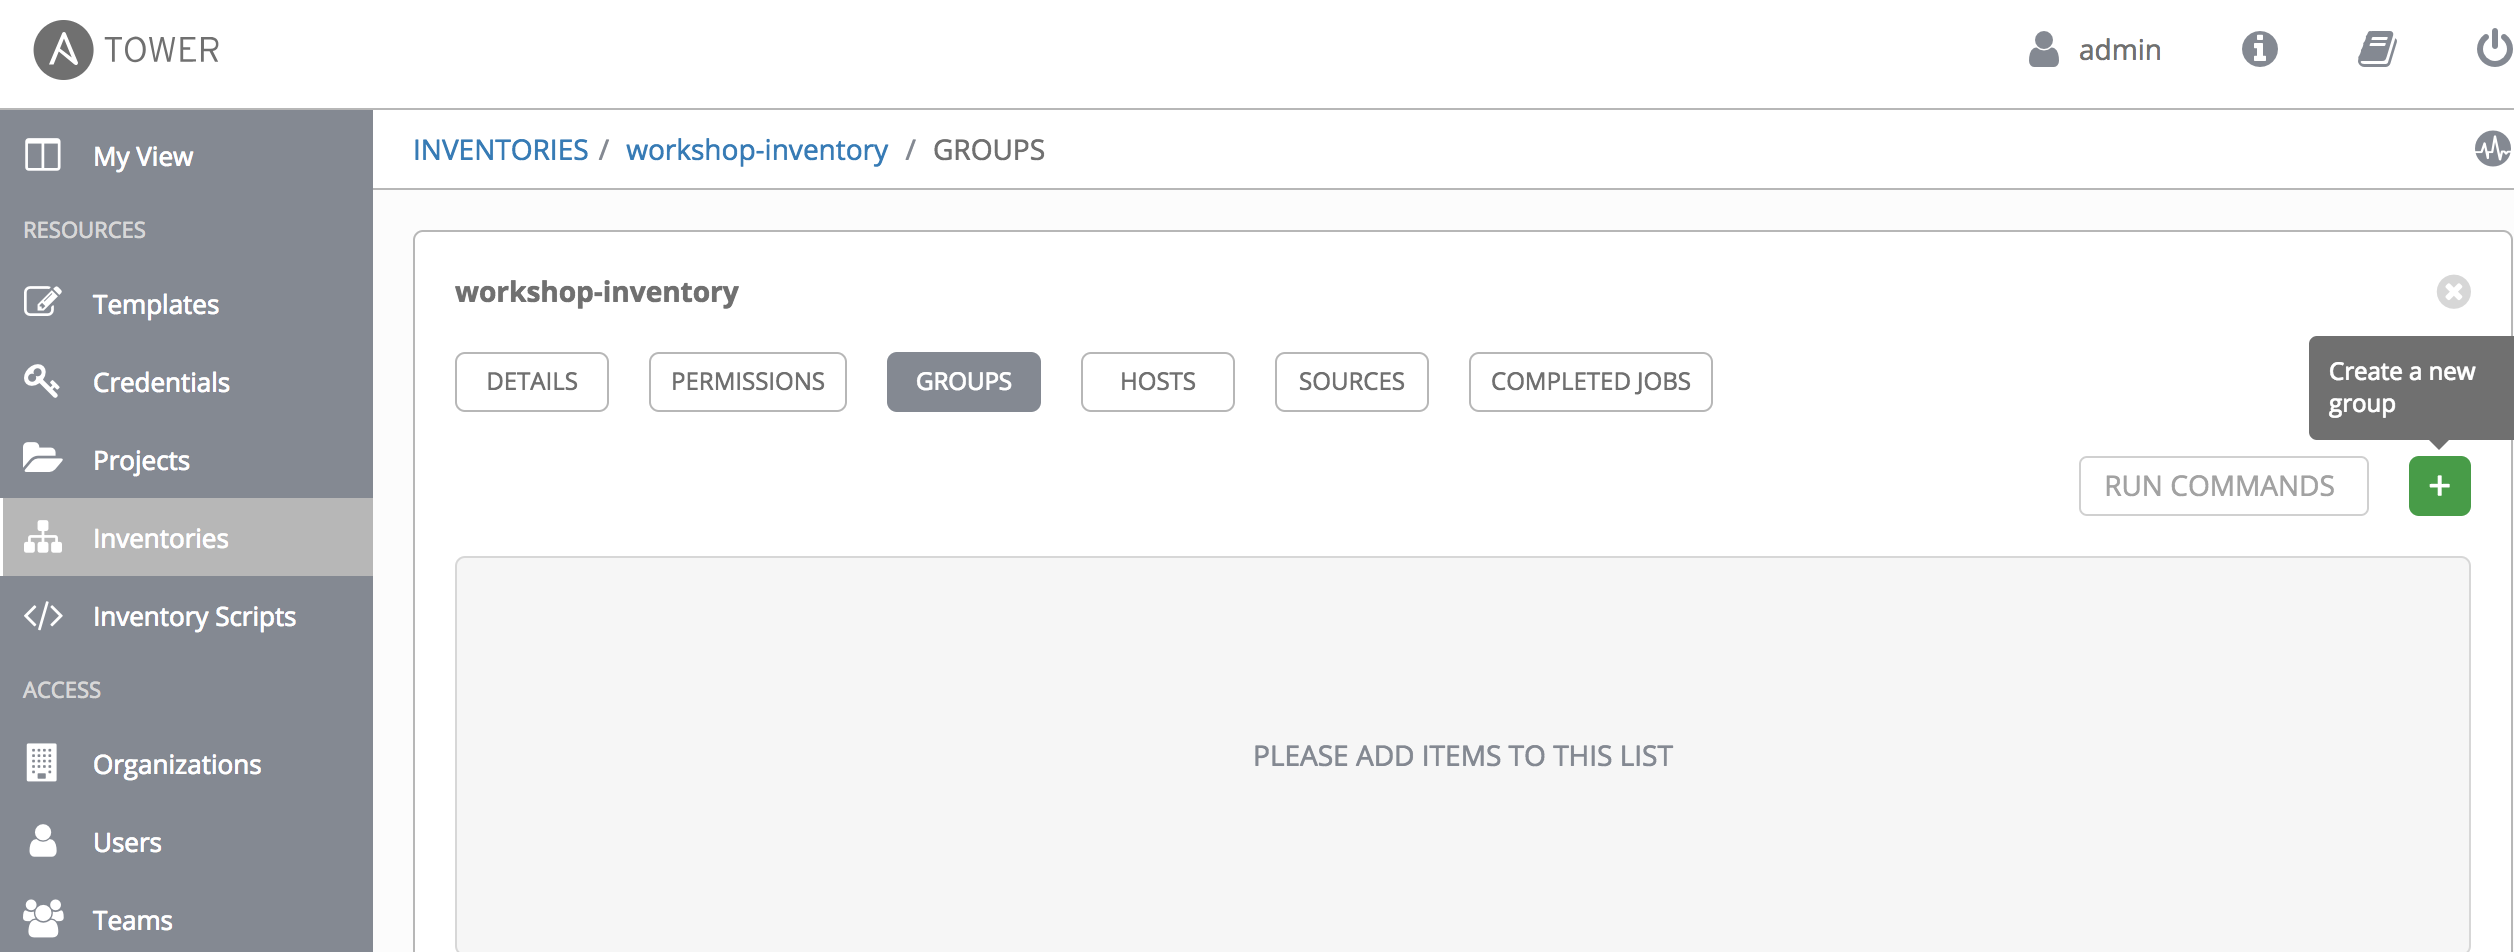 TOWER
admin
My View
RESOURCES
Templates
Credentials
Projects
Inventories
Inventory Scripts
ACCESS
Organizations
Users
Teams
INVENTORIES / workshop-inventory / GROUPS
workshop-inventory
DETAILS PERMISSIONS GROUPS HOSTS SOURCES COMPLETED JOBS
Create a new
group
RUN COMMANDS +
PLEASE ADD ITEMS TO THIS LIST